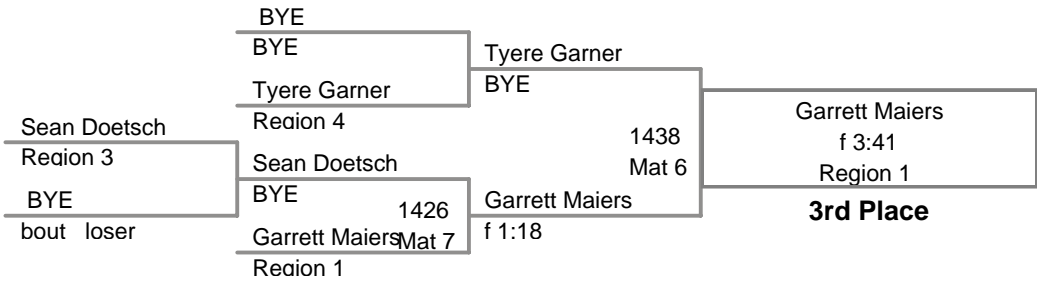 BYE
BYE
Tyere Garner
Region 4
Sean Doetsch
Region 3
BYE
bout loser
Sean Doetsch
BYE
1426
Mat 7
Garrett Maiers
Region 1
Tyere Garner
BYE
1438
Mat 6
Garrett Maiers
f 1:18
Garrett Maiers
f 3:41
Region 1
3rd Place